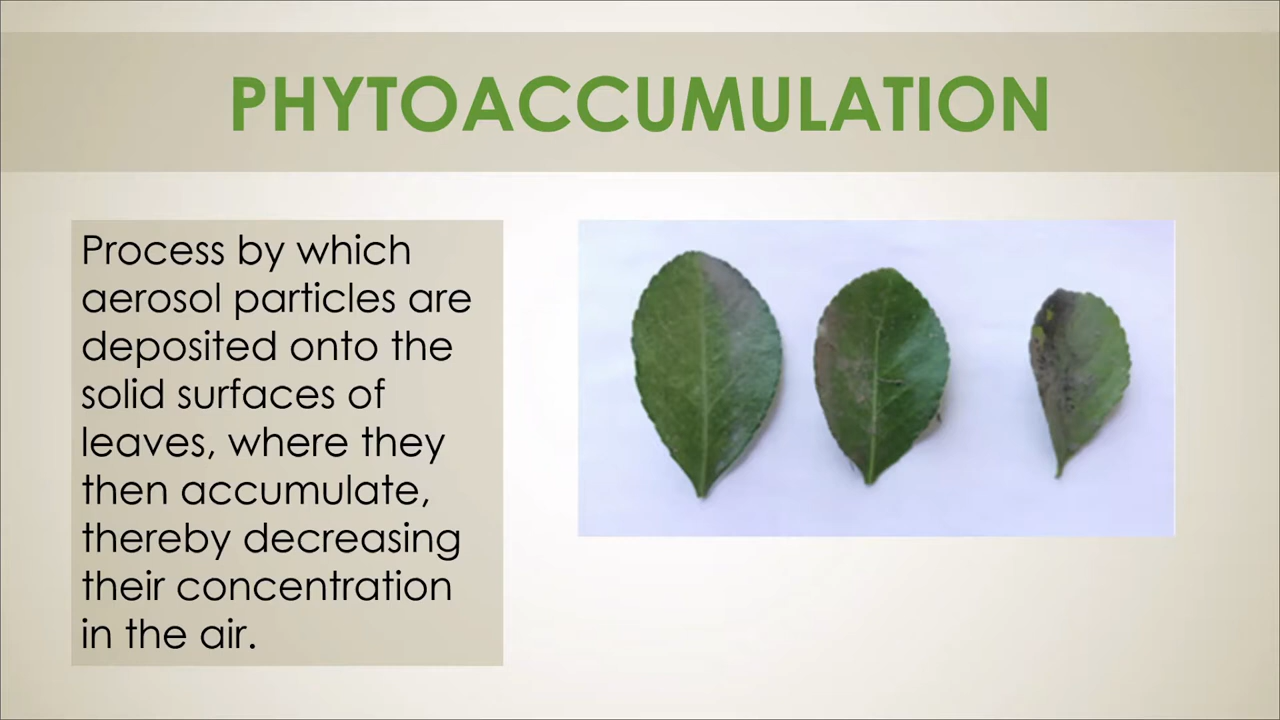 PHYTOACCUMULATION
Process by which
aerosol particles are
deposited onto the
solid surfaces of
leaves, where they
then accumulate,
thereby decreasing
their concentration
in the air.